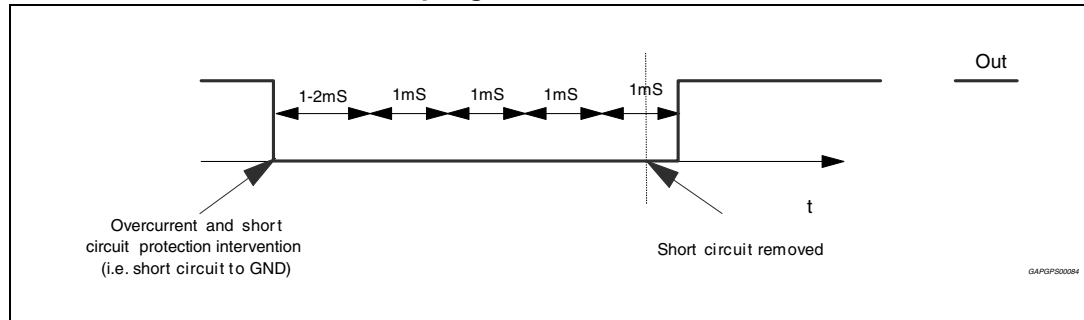 Out
1-2mS 1mS 1mS 1mS 1mS
t
Overcurrent and short
circuit protection intervention
(i.e. short circuit to GND)
Short circuit removed
GAPGPS00084